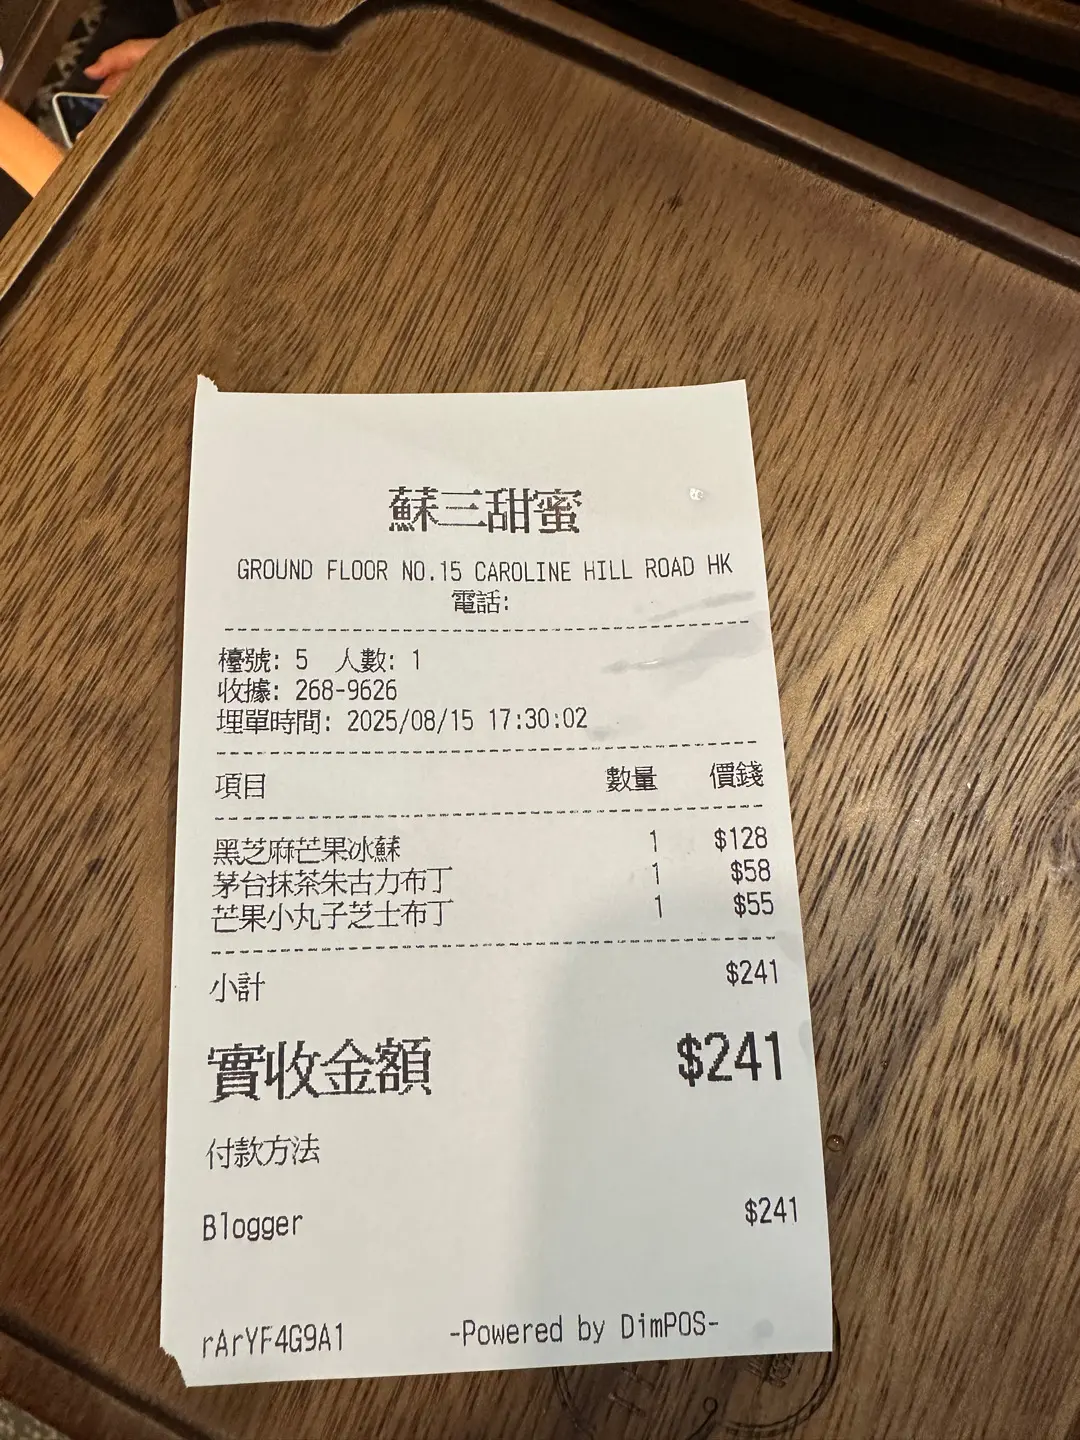 蘇三甜蜜
GROUND FLOOR NO.15 CAROLINE HILL ROAD HK
電話:
檯號: 5 人數: 1
收據: 268-9626
埋單時間: 2025/08/15 17:30:02
項目 數量 價錢
黑芝麻芒果冰蘇 1 $128
茅台抹茶朱古力布丁 1 $58
芒果小丸子芝士布丁 1 $55
小計 $241
實收金額 $241
付款方法
Blogger $241
rArYF4G9A1 -Powered by DimPOS-